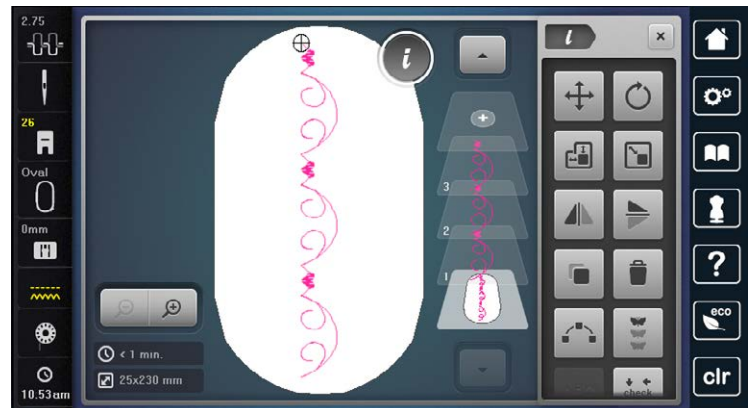 2.75
26
Oval
0mm
10.53am
< 1 min.
25x230 mm
3
2
1
i
i
check
?
eco
clr